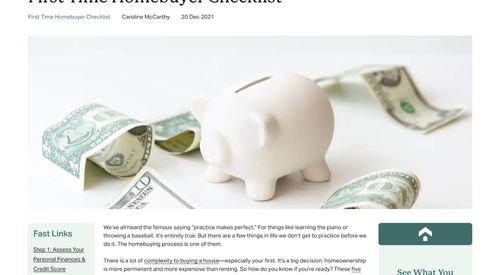 First Time Homebuyer Checklist
First Time Homebuyer Checklist Caroline McCarthy 20 Dec 2021
Fast Links
Step 1: Assess Your
Personal Finances &
Credit Score
We've all heard the famous saying "practice makes perfect." For things like learning the piano or
throwing a baseball, it's entirely true. But there are a few things in life we don't get to practice before we
do it. The homebuying process is one of them.
There is a lot of complexity to buying a house—especially your first. It's a big decision: homeownership
is more permanent and more expensive than renting. So how do you know if you're ready? These five
See What You